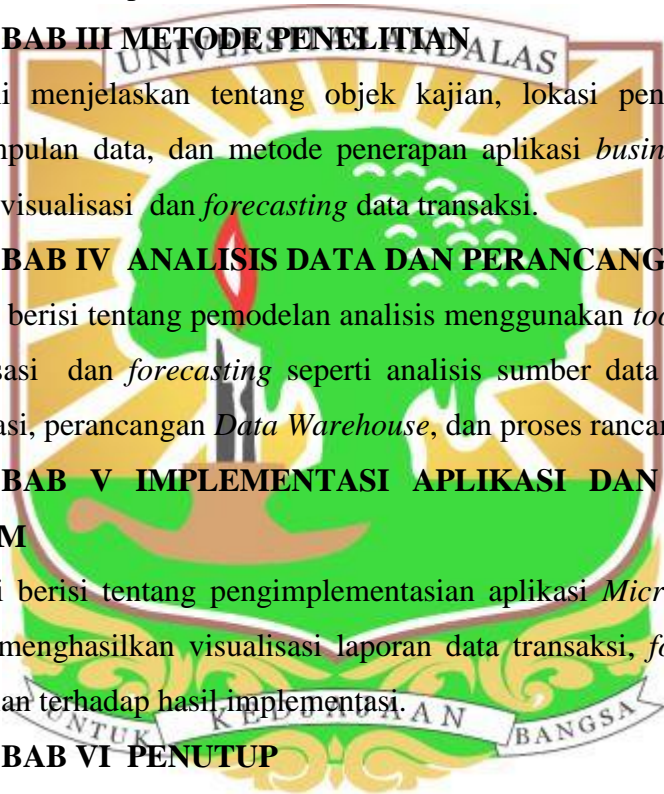 UNIVERSITAS ANDALAS
BAB III METODE PENELITIAN
i menjelaskan tentang objek kajian, lokasi pen
npulan data, dan metode penerapan aplikasi busin
visualisasi dan forecasting data transaksi.
BAB IV ANALISIS DATA DAN PERANCANG
berisi tentang pemodelan analisis menggunakan too
sasi dan forecasting seperti analisis sumber data
asi, perancangan Data Warehouse, dan proses rancan
BAB V IMPLEMENTASI APLIKASI DAN
M
i berisi tentang pengimplementasian aplikasi Micr
menghasilkan visualisasi laporan data transaksi, fo
an terhadap hasil implementasi.
UNTUK KEDJAJAAN BANGSA
BAB VI PENUTUP